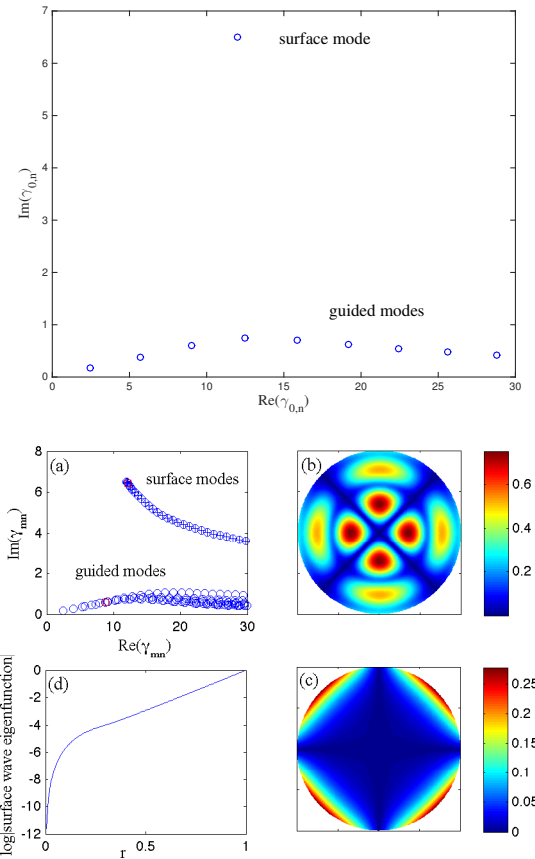 7
6
5
4
3
2
1
0
Im(γ0,n)
surface mode
guided modes
0 5 10 15 20 25 30
Re(γ0,n)
(a)
8
6
4
2
0
Im(γmn)
surface modes
guided modes
0 10 20 30
Re(γmn)
(b)
0.6
0.4
0.2
(d)
0
-2
-4
-6
-8
-10
-12
log|surface wave eigenfunction|
0 0.5 1
r
(c)
0.25
0.2
0.15
0.1
0.05
0